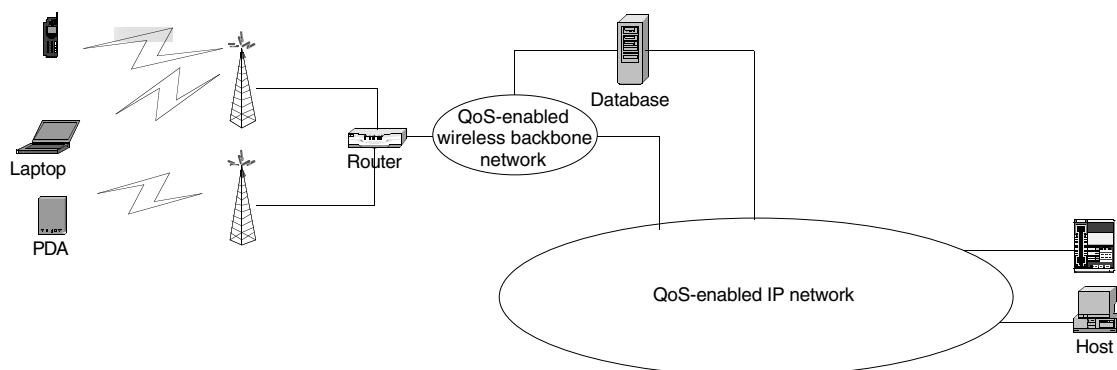 Database
QoS-enabled
wireless backbone
network
Router
Laptop
PDA
QoS-enabled IP network
Host